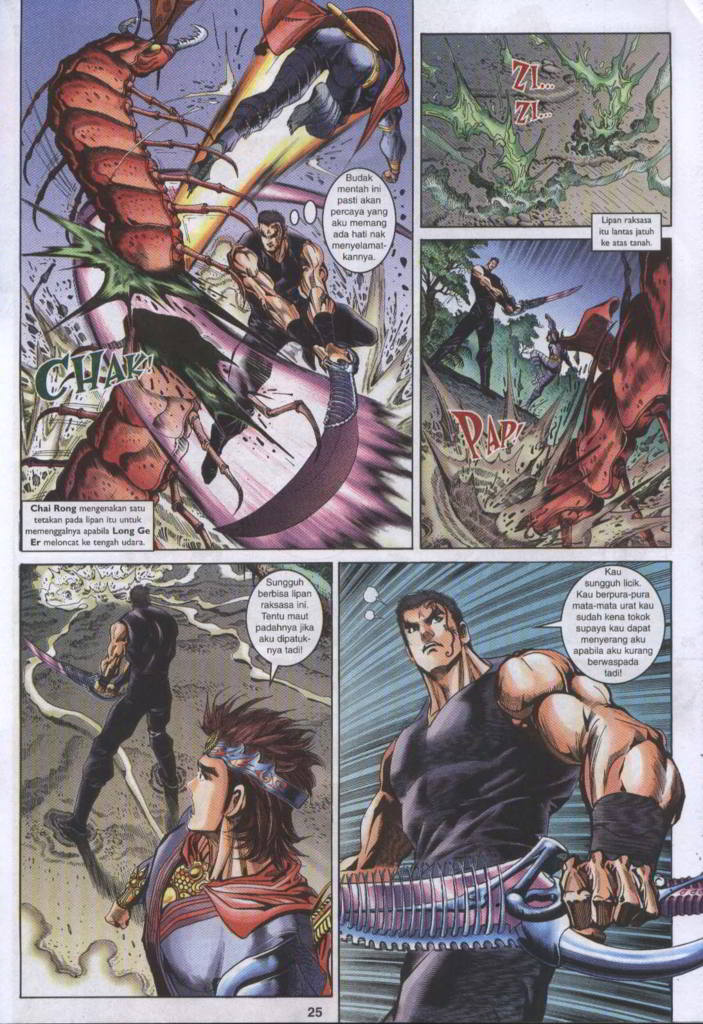 Budak
mentah ini
pasti akan
percaya yang
aku memang
ada hati nak
menyelamat-
kannya.
CHAK!
Chai Rong mengenakan satu
tetakan pada lipan itu untuk
memenggalnya apabila Long Ge
Er meloncat ke tengah udara.
ZI...
ZI...
Lipan raksasa
itu lantas jatuh
ke atas tanah.
PAP!
Sungguh
berbisa lipan
raksasa ini.
Tentu maut
padahnya jika
aku dipatuk-
nya tadi!
Kau
sungguh licik.
Kau berpura-pura
mata-mata urat kau
sudah kena totok
supaya kau dapat
menyerang aku
apabila aku kurang
berwaspada
tadi!
25